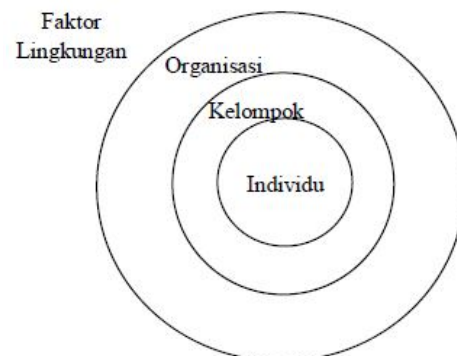 Faktor
Lingkungan
Organisasi
Kelompok
Individu